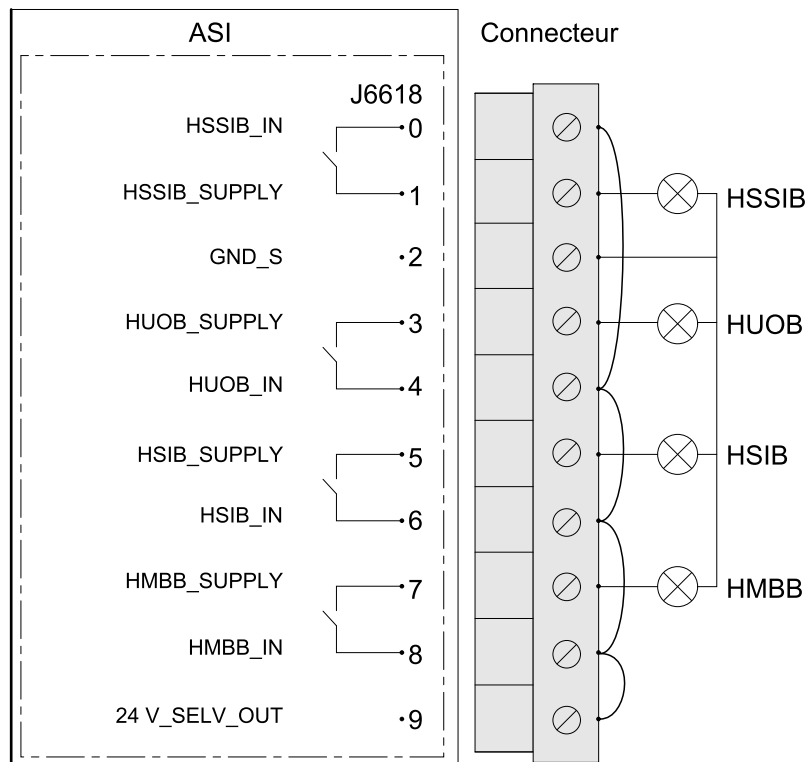 ASI Connecteur
J6618
HSSIB_IN 0
HSSIB_SUPPLY 1 HSSIB
GND_S 2
HUOB_SUPPLY 3 HUOB
HUOB_IN 4
HSIB_SUPPLY 5 HSIB
HSIB_IN 6
HMBB_SUPPLY 7 HMBB
HMBB_IN 8
24 V_SELV_OUT 9